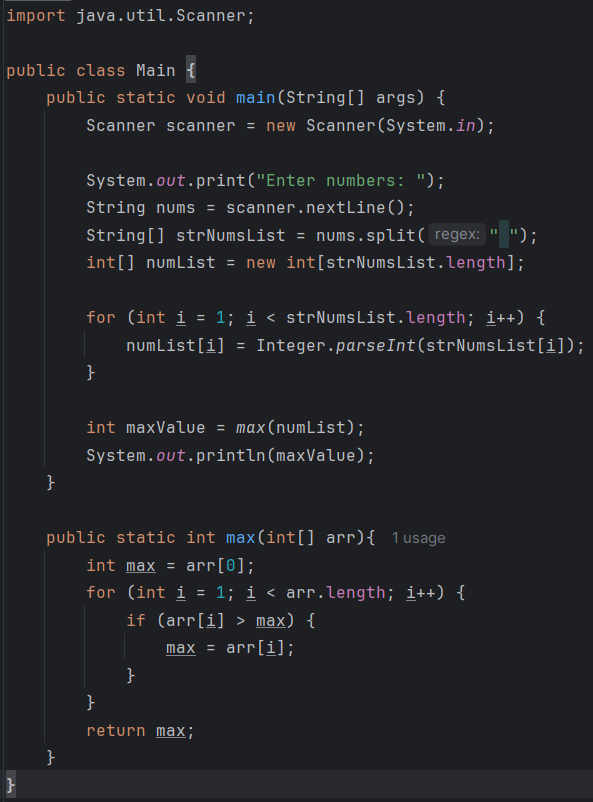 import java.util.Scanner;
public class Main {
public static void main(String[] args) {
Scanner scanner = new Scanner(System.in);
System.out.print("Enter numbers: ");
String nums = scanner.nextLine();
String[] strNumsList = nums.split( regex: " ");
int[] numList = new int[strNumsList.length];
for (int i = 1; i < strNumsList.length; i++) {
numList[i] = Integer.parseInt(strNumsList[i]);
}
int maxValue = max(numList);
System.out.println(maxValue);
}
public static int max(int[] arr){ 1 usage
int max = arr[0];
for (int i = 1; i < arr.length; i++) {
if (arr[i] > max) {
max = arr[i];
}
}
return max;
}
}